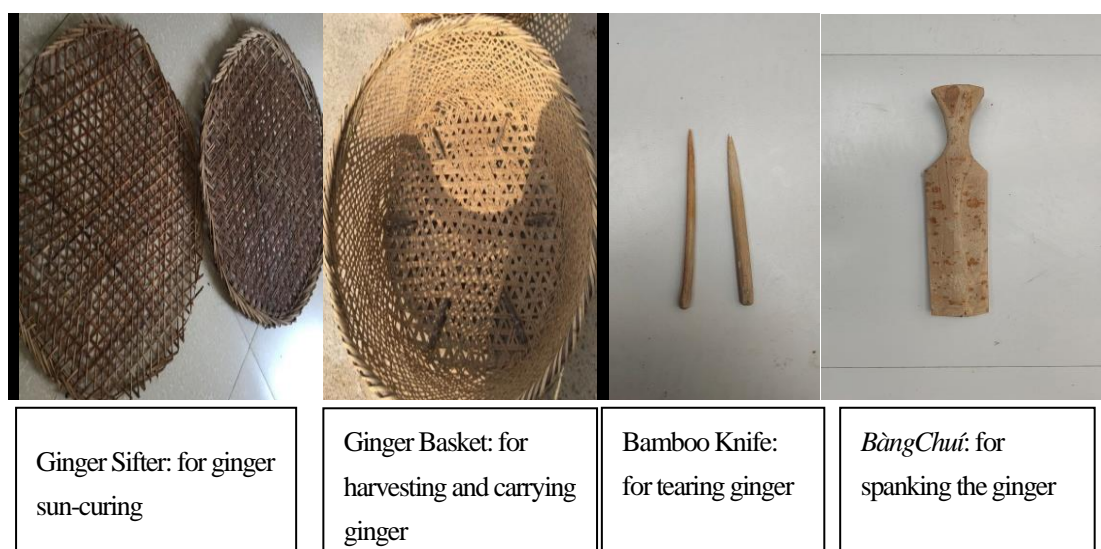 Ginger Sifter: for ginger
sun-curing
Ginger Basket: for
harvesting and carrying
ginger
Bamboo Knife:
for tearing ginger
BàngChuí: for
spanking the ginger